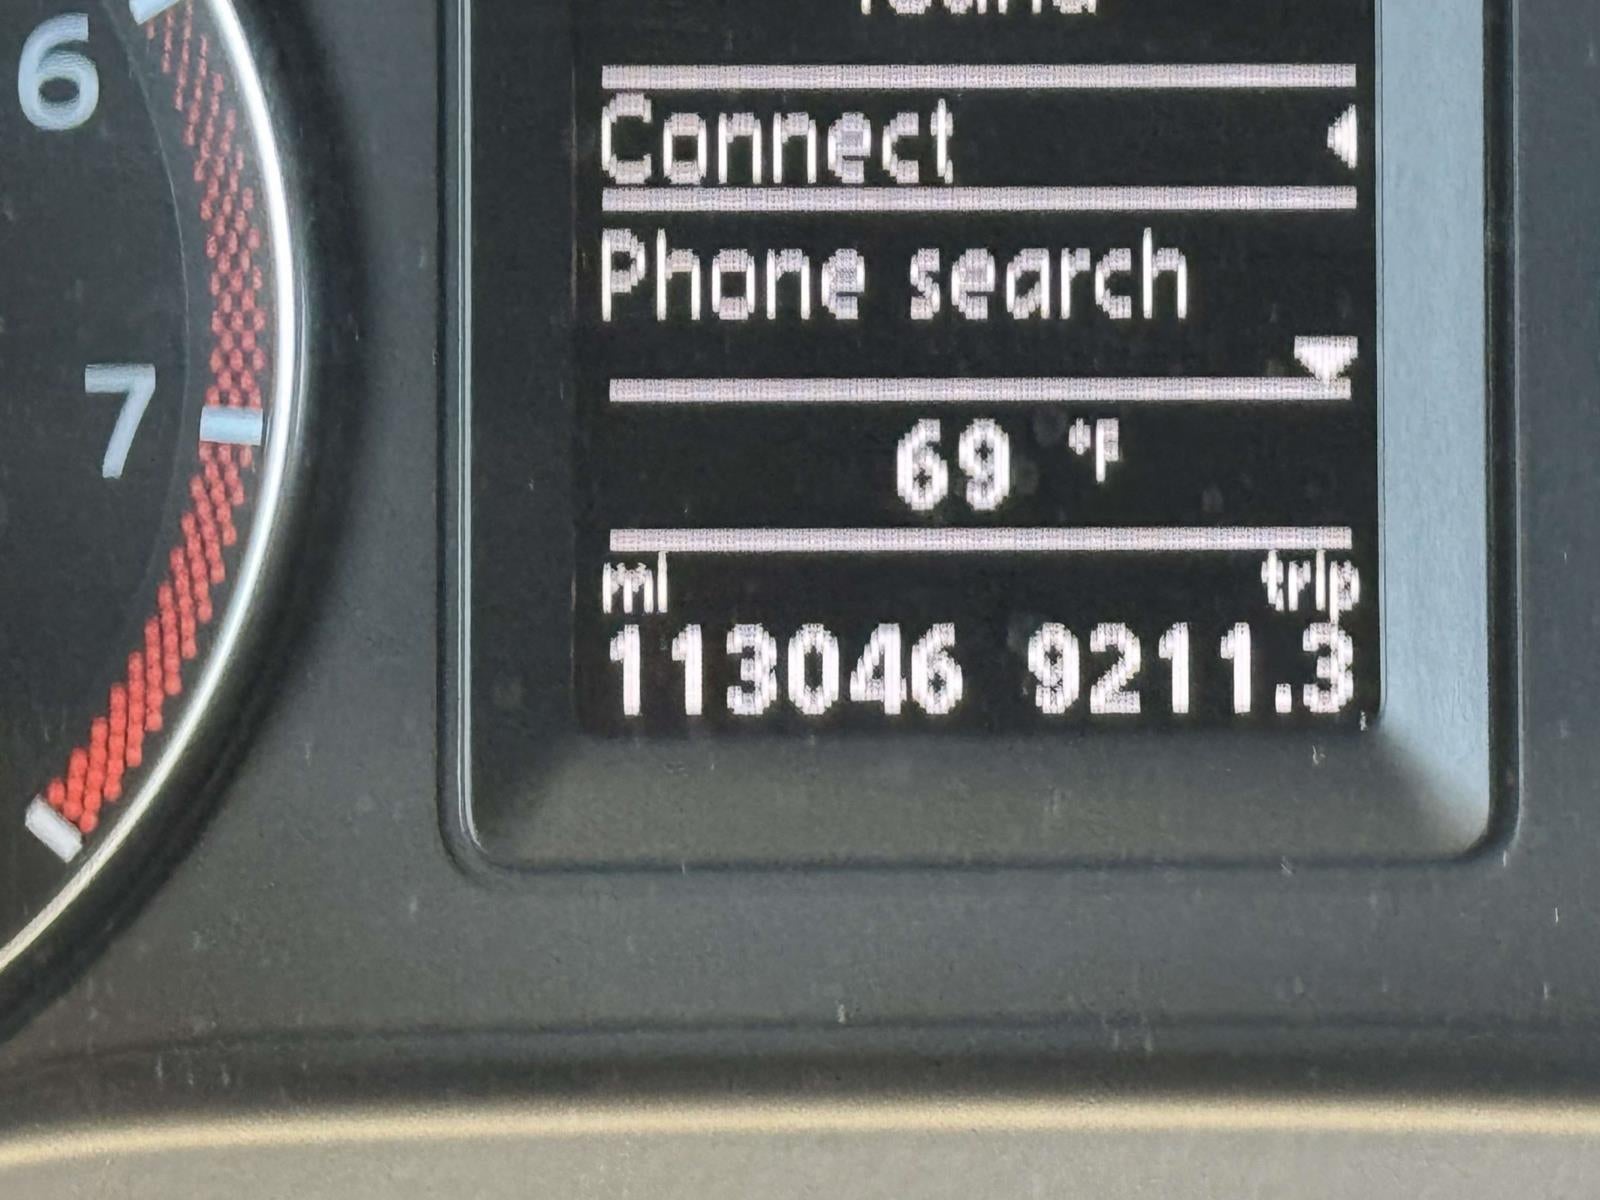 Connect
Phone search
69 °F
mi trip
113046 9211.3
6
7